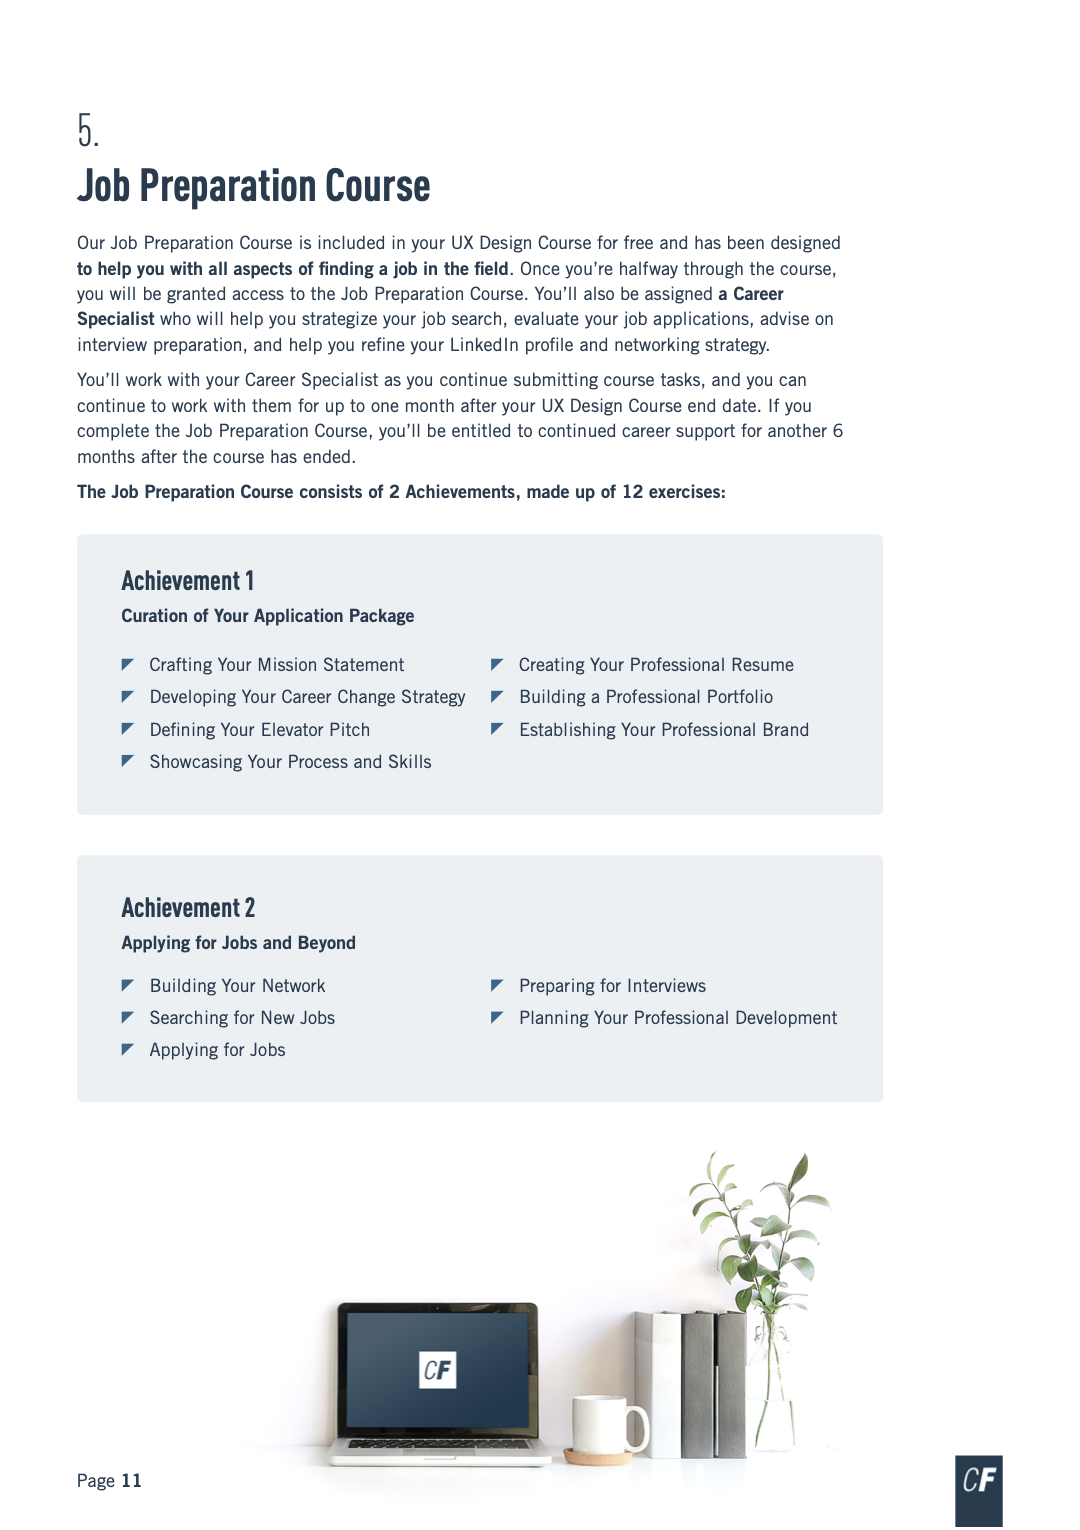 5.
Job Preparation Course
Our Job Preparation Course is included in your UX Design Course for free and has been designed
to help you with all aspects of finding a job in the field. Once you’re halfway through the course,
you will be granted access to the Job Preparation Course. You’ll also be assigned a Career
Specialist who will help you strategize your job search, evaluate your job applications, advise on
interview preparation, and help you refine your LinkedIn profile and networking strategy.
You’ll work with your Career Specialist as you continue submitting course tasks, and you can
continue to work with them for up to one month after your UX Design Course end date. If you
complete the Job Preparation Course, you’ll be entitled to continued career support for another 6
months after the course has ended.
The Job Preparation Course consists of 2 Achievements, made up of 12 exercises:
Achievement 1
Curation of Your Application Package
Crafting Your Mission Statement
Developing Your Career Change Strategy
Defining Your Elevator Pitch
Showcasing Your Process and Skills
Creating Your Professional Resume
Building a Professional Portfolio
Establishing Your Professional Brand
Achievement 2
Applying for Jobs and Beyond
Building Your Network
Searching for New Jobs
Applying for Jobs
Preparing for Interviews
Planning Your Professional Development
CF
Page 11
CF